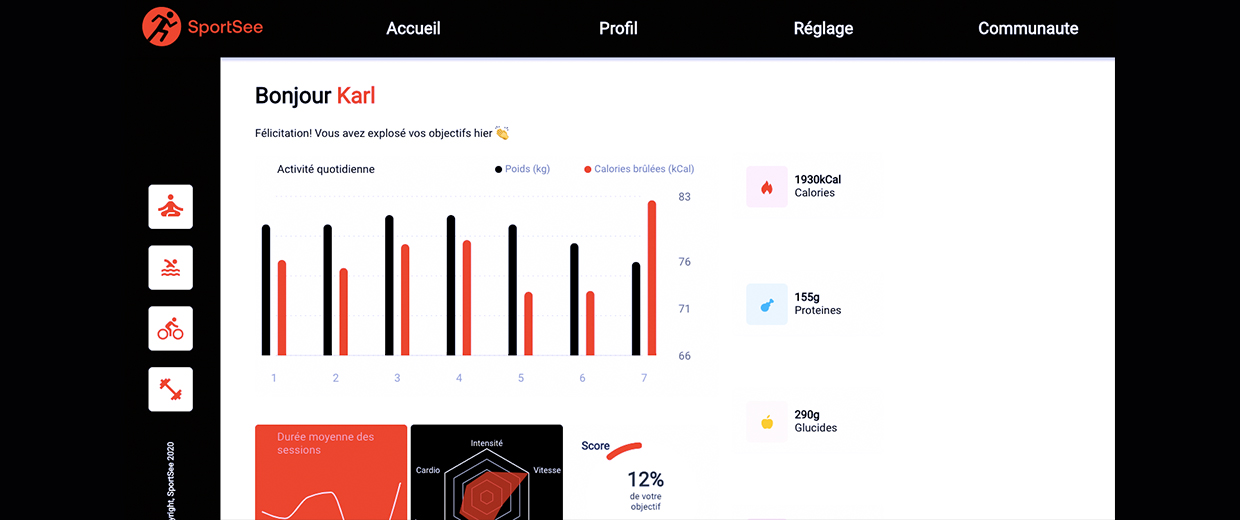 SportSee
Accueil
Profil
Réglage
Communaute
Bonjour Karl
Félicitation! Vous avez explosé vos objectifs hier 👏
Activité quotidienne
Poids (kg)
Calories brûlées (kCal)
83
76
71
66
1
2
3
4
5
6
7
1930kCal
Calories
155g
Proteines
290g
Glucides
Durée moyenne des
sessions
Intensité
Cardio
Vitesse
Score
12%
de votre
objectif
SportSee 2020